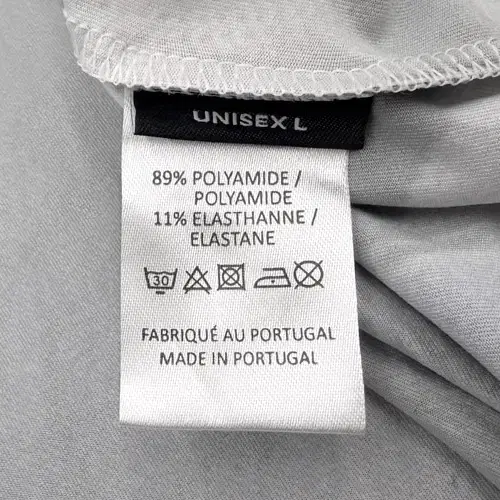 UNISEX L
89% POLYAMIDE /
POLYAMIDE
11% ELASTHANNE /
ELASTANE
30
FABRIQUÉ AU PORTUGAL
MADE IN PORTUGAL